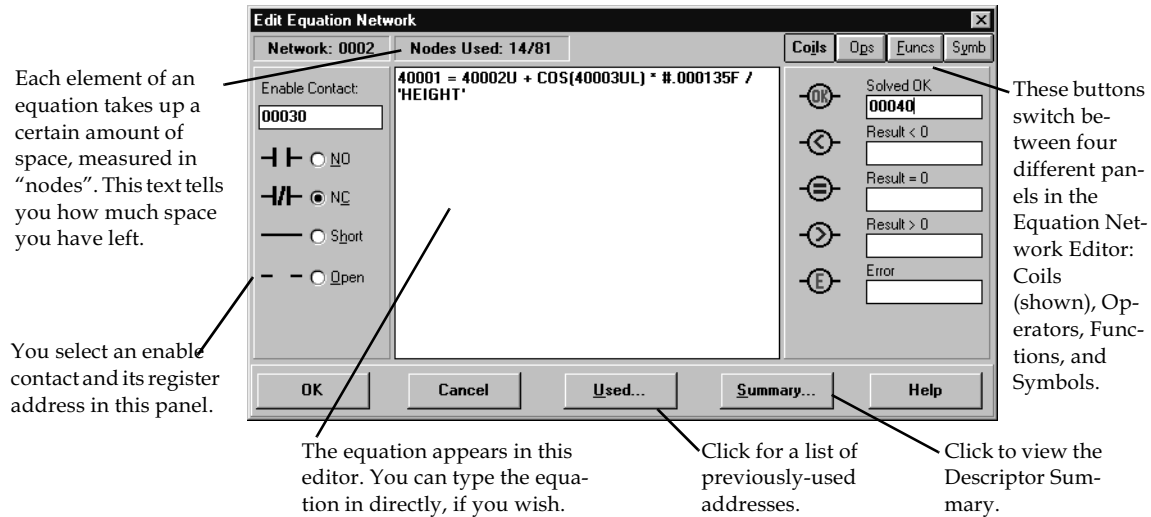 Edit Equation Network
Network: 0002
Nodes Used: 14/81
Coils
Ops
Funcs
Symb
Each element of an
equation takes up a
certain amount of
space, measured in
“nodes”. This text tells
you how much space
you have left.
You select an enable
contact and its register
address in this panel.
Enable Contact:
00030
NO
NC
Short
Open
40001 = 40002U + COS(40003UL) * #.000135F /
'HEIGHT'
OK
Solved OK
00040
<
Result < 0
=
Result = 0
>
Result > 0
E
Error
These buttons
switch be-
tween four
different pan-
els in the
Equation Net-
work Editor:
Coils
(shown), Op-
erators, Func-
tions, and
Symbols.
OK
Cancel
Used...
Summary...
Help
The equation appears in this
editor. You can type the equa-
tion in directly, if you wish.
Click for a list of
previously-used
addresses.
Click to view the
Descriptor Sum-
mary.